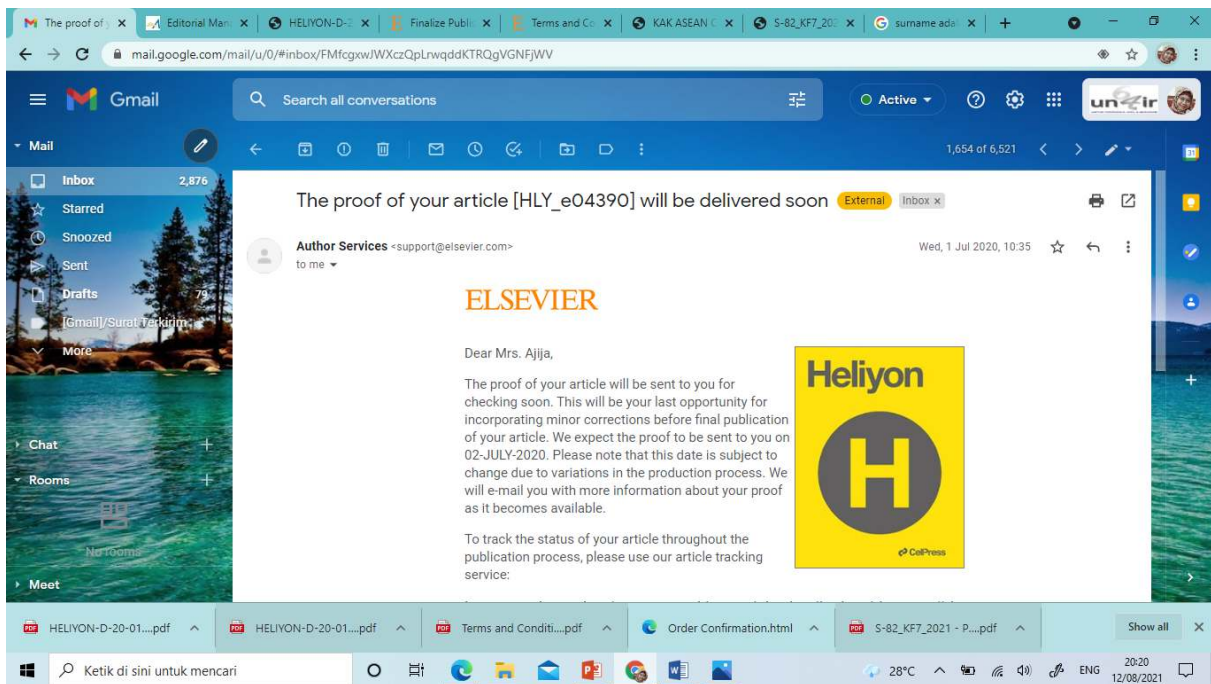 The proof of y
Editorial Man
HELIYON-D-2
Finalize Publi
Terms and Co
KAK ASEAN C
S-82_KF7_202
surname adal
mail.google.com/mail/u/0/#inbox/FMfcgxwJWXczQpLrwqddKTRQgVGNFjWV
Gmail
Search all conversations
Active
Mail
1,654 of 6,521
Inbox 2,876
Starred
Snoozed
Sent
Drafts 79
[Gmail]/Surat Terkirim
More
Chat
Rooms
No rooms
Meet
The proof of your article [HLY_e04390] will be delivered soon External Inbox x
Author Services <support@elsevier.com> Wed, 1 Jul 2020, 10:35
to me
ELSEVIER
Dear Mrs. Ajija,
The proof of your article will be sent to you for
checking soon. This will be your last opportunity for
incorporating minor corrections before final publication
of your article. We expect the proof to be sent to you on
02-JULY-2020. Please note that this date is subject to
change due to variations in the production process. We
will e-mail you with more information about your proof
as it becomes available.
To track the status of your article throughout the
publication process, please use our article tracking
service:
Heliyon
H
CelPress
HELIYON-D-20-01....pdf
HELIYON-D-20-01....pdf
Terms and Conditi....pdf
Order Confirmation.html
S-82_KF7_2021 - P....pdf
Show all
Ketik di sini untuk mencari
28°C
ENG
20:20
12/08/2021